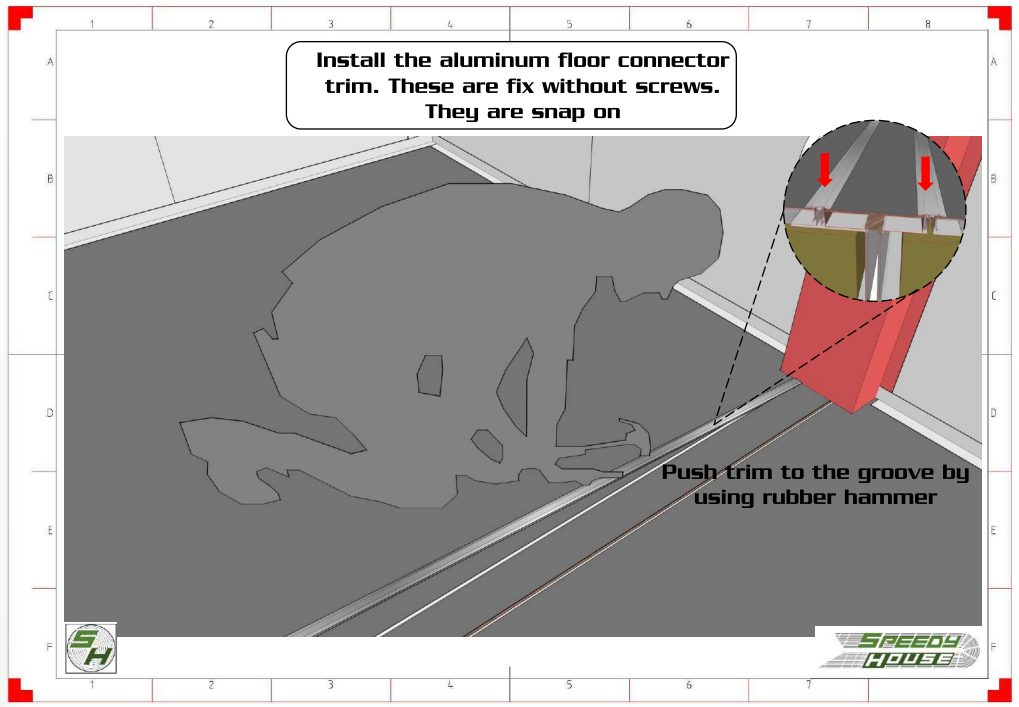 1 2 3 4 5 6 7 8
Install the aluminum floor connector
trim. These are fix without screws.
They are snap on
A A
B B
C C
D D
Push trim to the groove by
using rubber hammer
E E
F F
SH
SPEEDY
HOUSE
1 2 3 4 5 6 7